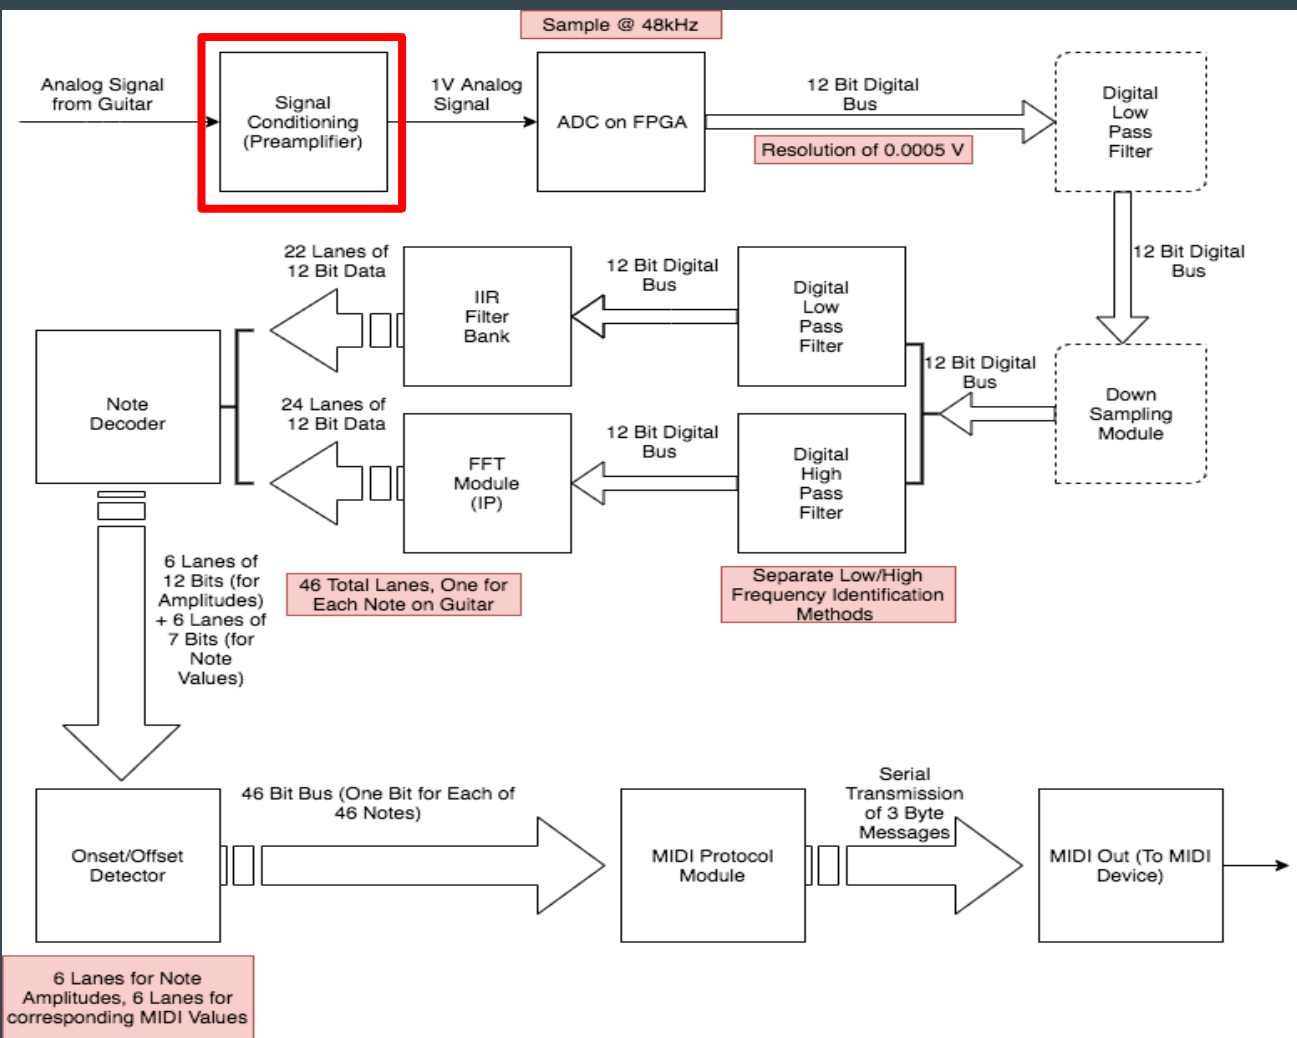 Sample @ 48kHz
Analog Signal
from Guitar
Signal
Conditioning
(Preamplifier)
1V Analog
Signal
ADC on FPGA
12 Bit Digital
Bus
Resolution of 0.0005 V
Digital
Low
Pass
Filter
12 Bit Digital
Bus
22 Lanes of
12 Bit Data
IIR
Filter
Bank
12 Bit Digital
Bus
Digital
Low
Pass
Filter
12 Bit Digital
Bus
Down
Sampling
Module
Note
Decoder
24 Lanes of
12 Bit Data
FFT
Module
(IP)
12 Bit Digital
Bus
Digital
High
Pass
Filter
6 Lanes of
12 Bits (for
Amplitudes)
+ 6 Lanes of
7 Bits (for
Note
Values)
46 Total Lanes, One for
Each Note on Guitar
Separate Low/High
Frequency Identification
Methods
Onset/Offset
Detector
46 Bit Bus (One Bit for Each of
46 Notes)
MIDI Protocol
Module
Serial
Transmission
of 3 Byte
Messages
MIDI Out (To MIDI
Device)
6 Lanes for Note
Amplitudes, 6 Lanes for
corresponding MIDI Values